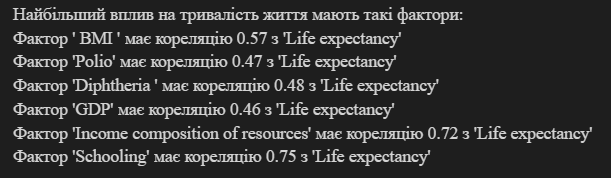 Найбільший вплив на тривалість життя мають такі фактори:
Фактор ' BMI ' має кореляцію 0.57 з 'Life expectancy'
Фактор 'Polio' має кореляцію 0.47 з 'Life expectancy'
Фактор 'Diphtheria ' має кореляцію 0.48 з 'Life expectancy'
Фактор 'GDP' має кореляцію 0.46 з 'Life expectancy'
Фактор 'Income composition of resources' має кореляцію 0.72 з 'Life expectancy'
Фактор 'Schooling' має кореляцію 0.75 з 'Life expectancy'